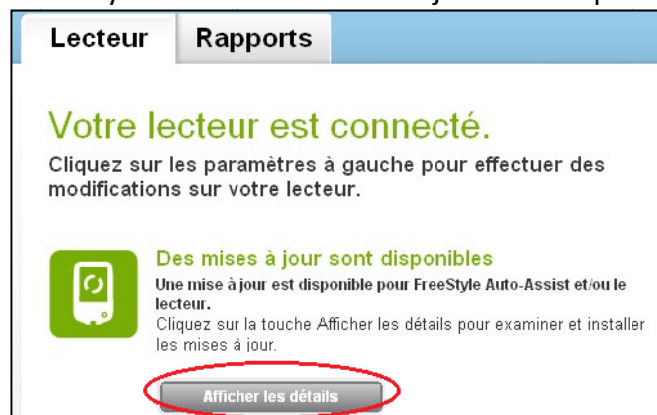 Lecteur Rapports
Votre lecteur est connecté.
Cliquez sur les paramètres à gauche pour effectuer des
modifications sur votre lecteur.
Des mises à jour sont disponibles
Une mise à jour est disponible pour FreeStyle Auto-Assist et/ou le
lecteur.
Cliquez sur la touche Afficher les détails pour examiner et installer
les mises à jour.
Afficher les détails